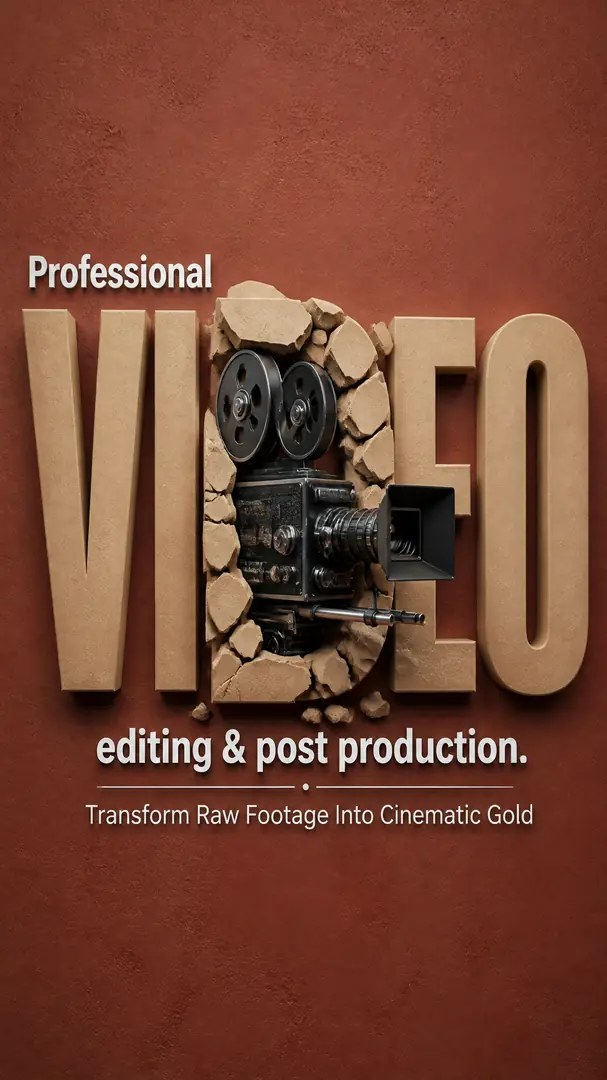 Professional
VIDEO
editing & post production.
Transform Raw Footage Into Cinematic Gold